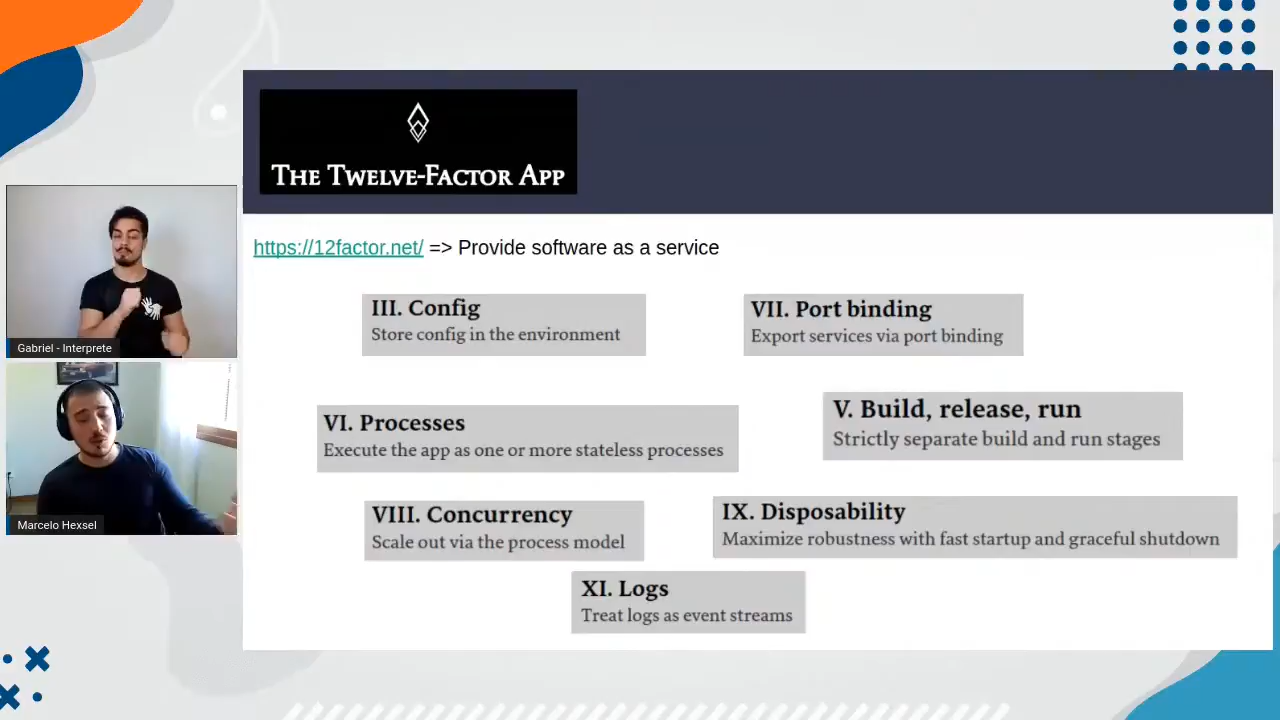 THE TWELVE-FACTOR APP
https://12factor.net/ => Provide software as a service
III. Config
Store config in the environment
VII. Port binding
Export services via port binding
VI. Processes
Execute the app as one or more stateless processes
V. Build, release, run
Strictly separate build and run stages
VIII. Concurrency
Scale out via the process model
IX. Disposability
Maximize robustness with fast startup and graceful shutdown
XI. Logs
Treat logs as event streams
Gabriel - Interprete
Marcelo Hexsel